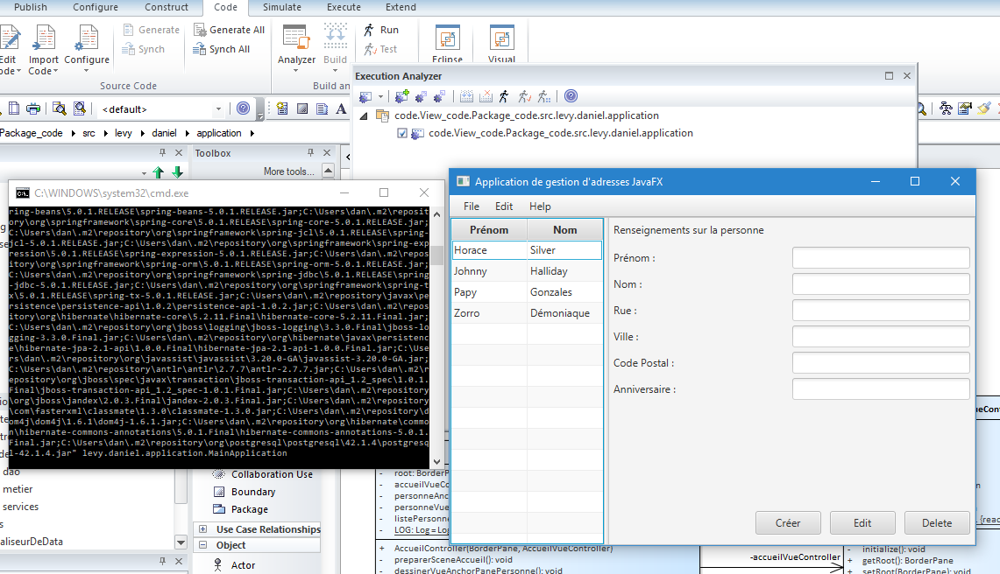 Publish Configure Construct Code Simulate Execute Extend
Generate Generate All Run
Synch Synch All Test
Edit Import Configure Analyzer Build Eclipse Visual
Code
Source Code Build an
Execution Analyzer
<default>
code.View_code.Package_code.src.levy.daniel.application
code.View_code.Package_code.src.levy.daniel.application
Package_code src levy daniel application
Toolbox
More tools...
C:\WINDOWS\system32\cmd.exe
ring-beans\5.0.1.RELEASE\spring-beans-5.0.1.RELEASE.jar;C:\Users\dan\.m2\reposit
ory\org\springframework\spring-core\5.0.1.RELEASE\spring-core-5.0.1.RELEASE.jar;
C:\Users\dan\.m2\repository\org\springframework\spring-jcl\5.0.1.RELEASE\spring-
jcl-5.0.1.RELEASE.jar;C:\Users\dan\.m2\repository\org\springframework\spring-exp
ression\5.0.1.RELEASE\spring-expression-5.0.1.RELEASE.jar;C:\Users\dan\.m2\repos
itory\org\springframework\spring-orm\5.0.1.RELEASE\spring-orm-5.0.1.RELEASE.jar;
C:\Users\dan\.m2\repository\org\springframework\spring-jdbc\5.0.1.RELEASE\spring
-jdbc-5.0.1.RELEASE.jar;C:\Users\dan\.m2\repository\org\springframework\spring-t
x\5.0.1.RELEASE\spring-tx-5.0.1.RELEASE.jar;C:\Users\dan\.m2\repository\javax\pe
rsistence\persistence-api\1.0.2\persistence-api-1.0.2.jar;C:\Users\dan\.m2\repos
itory\org\hibernate\hibernate-core\5.2.11.Final\hibernate-core-5.2.11.Final.jar;
C:\Users\dan\.m2\repository\org\jboss\logging\jboss-logging\3.3.0.Final\jboss-lo
gging-3.3.0.Final.jar;C:\Users\dan\.m2\repository\org\hibernate\javax\persistenc
e\hibernate-jpa-2.1-api\1.0.0.Final\hibernate-jpa-2.1-api-1.0.0.Final.jar;C:\Use
rs\dan\.m2\repository\org\javassist\javassist\3.20.0-GA\javassist-3.20.0-GA.jar;
C:\Users\dan\.m2\repository\antlr\antlr\2.7.7\antlr-2.7.7.jar;C:\Users\dan\.m2\r
epository\org\jboss\spec\javax\transaction\jboss-transaction-api_1.2_spec\1.0.1.
Final\jboss-transaction-api_1.2_spec-1.0.1.Final.jar;C:\Users\dan\.m2\repository
\org\jboss\jandex\2.0.3.Final\jandex-2.0.3.Final.jar;C:\Users\dan\.m2\repository
\com\fasterxml\classmate\1.3.0\classmate-1.3.0.jar;C:\Users\dan\.m2\repository\d
om4j\dom4j\1.6.1\dom4j-1.6.1.jar;C:\Users\dan\.m2\repository\org\hibernate\commo
n\hibernate-commons-annotations\5.0.1.Final\hibernate-commons-annotations-5.0.1.
Final.jar;C:\Users\dan\.m2\repository\org\postgresql\postgresql\42.1.4\postgresq
l-42.1.4.jar" levy.daniel.application.MainApplication
Application de gestion d'adresses JavaFX
File Edit Help
Prénom Nom
Horace Silver
Johnny Halliday
Papy Gonzales
Zorro Démoniaque
Renseignements sur la personne
Prénom :
Nom :
Rue :
Ville :
Code Postal :
Anniversaire :
Créer Edit Delete
dao
metier
services
aliseurDeData
Collaboration Use
Boundary
Package
Use Case Relationships
Object
Actor
- root: BorderP
- accueilVueCo
- personneAnc
- personneVue
- listePersonne
- LOG: Log = Log
+ AccueilController(BorderPane, AccueilVueController)
- preparerSceneAccueil(): void
- dessinerVueAnchorPanePersonne(): void
-accueilVueController
- initialize(): void
+ getRoot(): BorderPane
+ setRoot(BorderPane): void
ueCont
{reac